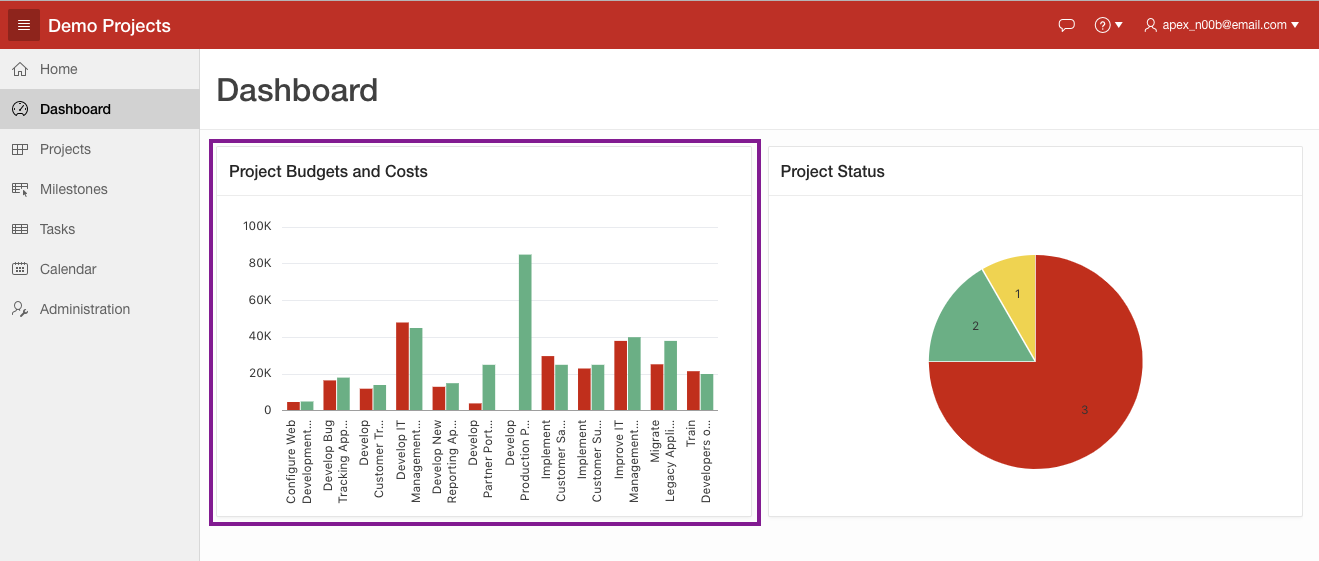 Demo Projects
apex_n00b@email.com
Home
Dashboard
Projects
Milestones
Tasks
Calendar
Administration
Dashboard
Project Budgets and Costs
100K
80K
60K
40K
20K
0
Configure Web
Development...
Develop Bug
Tracking App...
Develop
Customer Tr...
Develop IT
Management...
Develop New
Reporting Ap...
Develop
Partner Port...
Develop
Production P...
Implement
Customer Sa...
Implement
Customer Su...
Improve IT
Management...
Migrate
Legacy Appli...
Train
Developers o...
Project Status
1
2
3